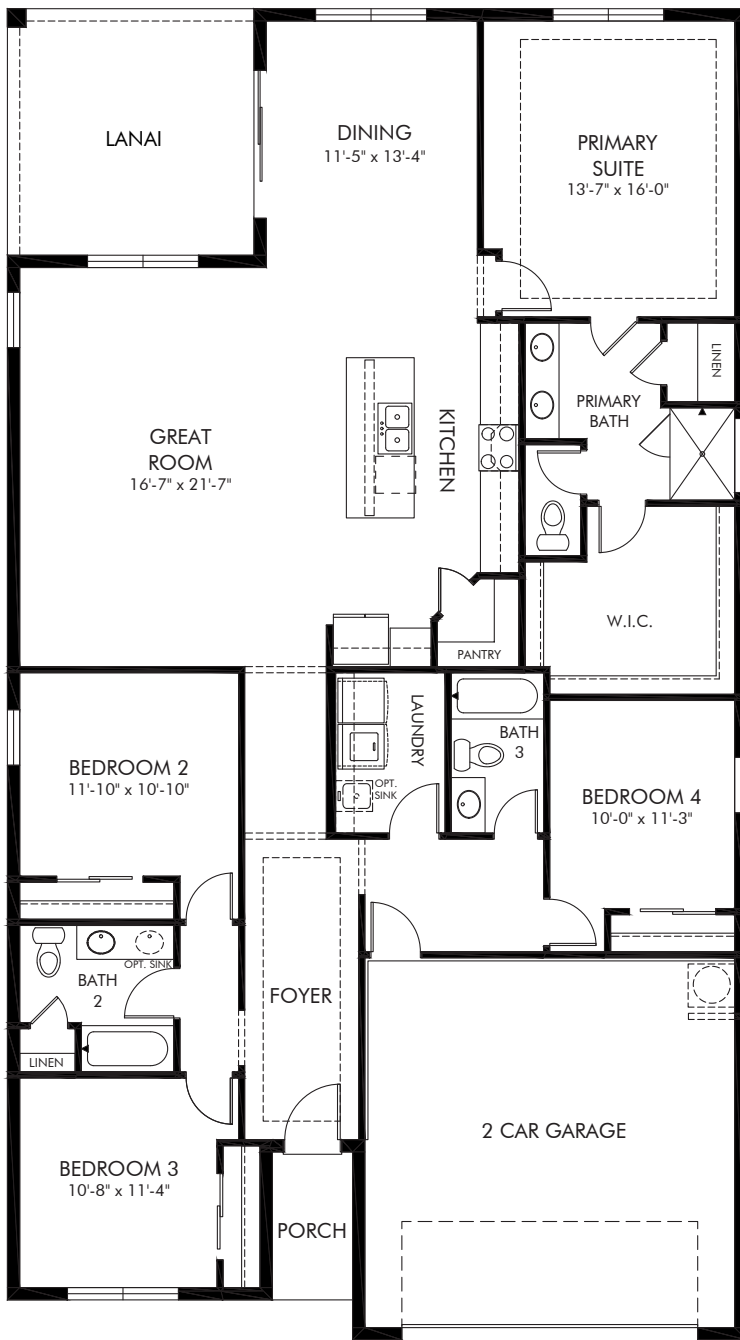 LANAI
DINING
11'-5" x 13'-4"
PRIMARY
SUITE
13'-7" x 16'-0"
LINEN
PRIMARY
BATH
KITCHEN
GREAT
ROOM
16'-7" x 21'-7"
W.I.C.
PANTRY
LAUNDRY
OPT.
SINK
BATH
3
BEDROOM 2
11'-10" x 10'-10"
BEDROOM 4
10'-0" x 11'-3"
OPT. SINK
BATH
2
LINEN
FOYER
2 CAR GARAGE
BEDROOM 3
10'-8" x 11'-4"
PORCH